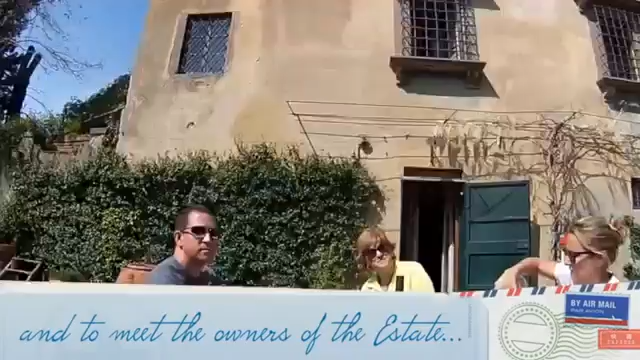 and to meet the owners of the Estate...
BY AIR MAIL